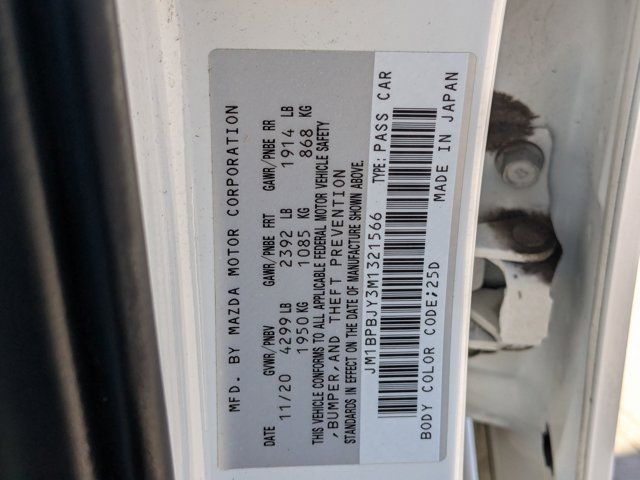 MFD. BY MAZDA MOTOR CORPORATION
DATE GVWR/PNBV GAWR/PNBE FRT GAWR/PNBE RR
11/20 4299 LB 2392 LB 1914 LB
1950 KG 1085 KG 868 KG
THIS VEHICLE CONFORMS TO ALL APPLICABLE FEDERAL MOTOR VEHICLE SAFETY
,BUMPER, AND THEFT PREVENTION
STANDARDS IN EFFECT ON THE DATE OF MANUFACTURE SHOWN ABOVE.
JM1BPBJY3M1321566 TYPE: PASS CAR
BODY COLOR CODE;25D MADE IN JAPAN